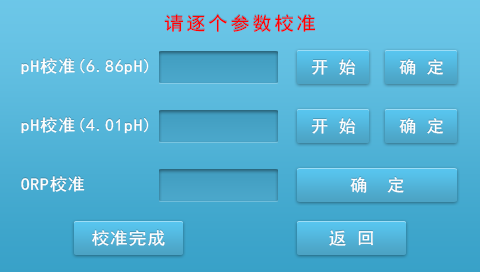 请逐个参数校准
pH校准(6.86pH) 开 始 确 定
pH校准(4.01pH) 开 始 确 定
ORP校准 确 定
校准完成 返 回